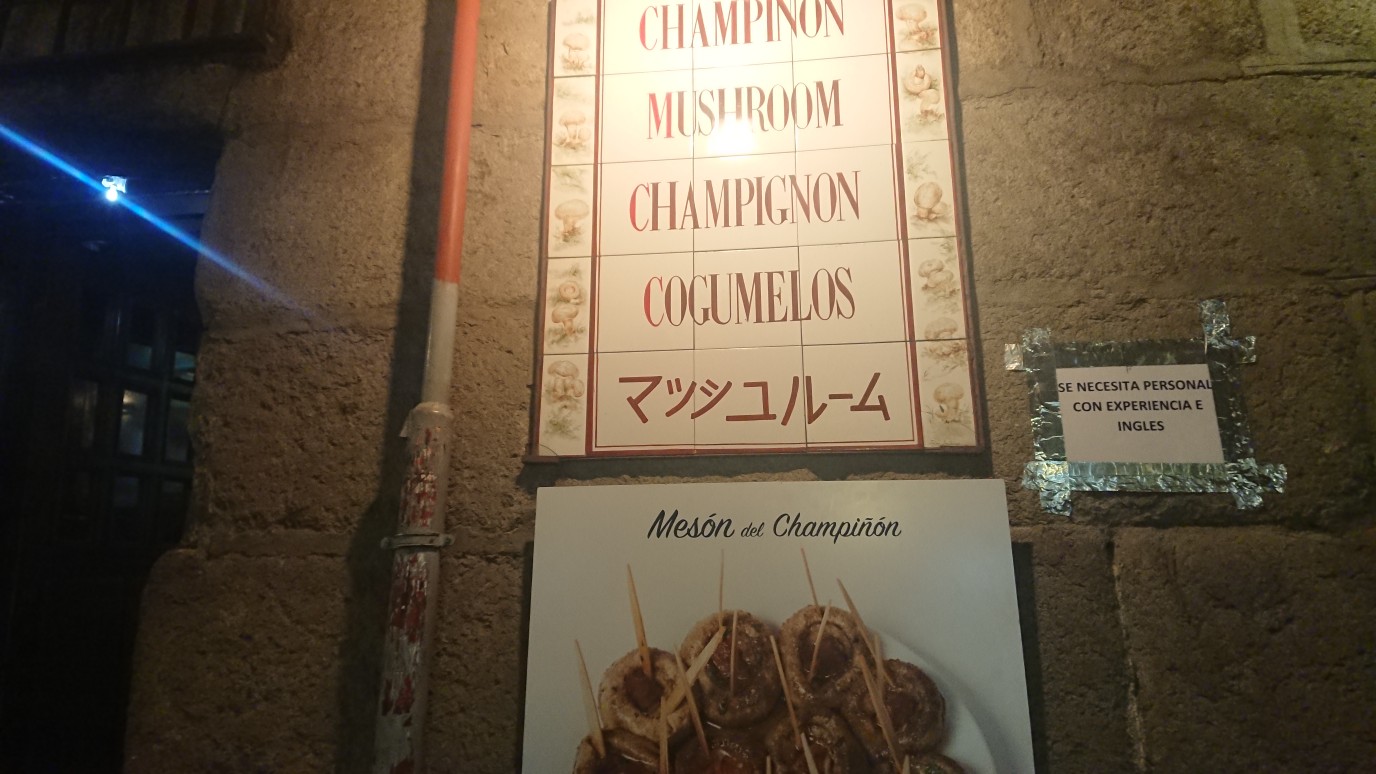 CHAMPIÑON
MUSHROOM
CHAMPIGNON
COGUMELOS
マッシュルーム
SE NECESITA PERSONAL
CON EXPERIENCIA E
INGLES
Mesón del Champiñón